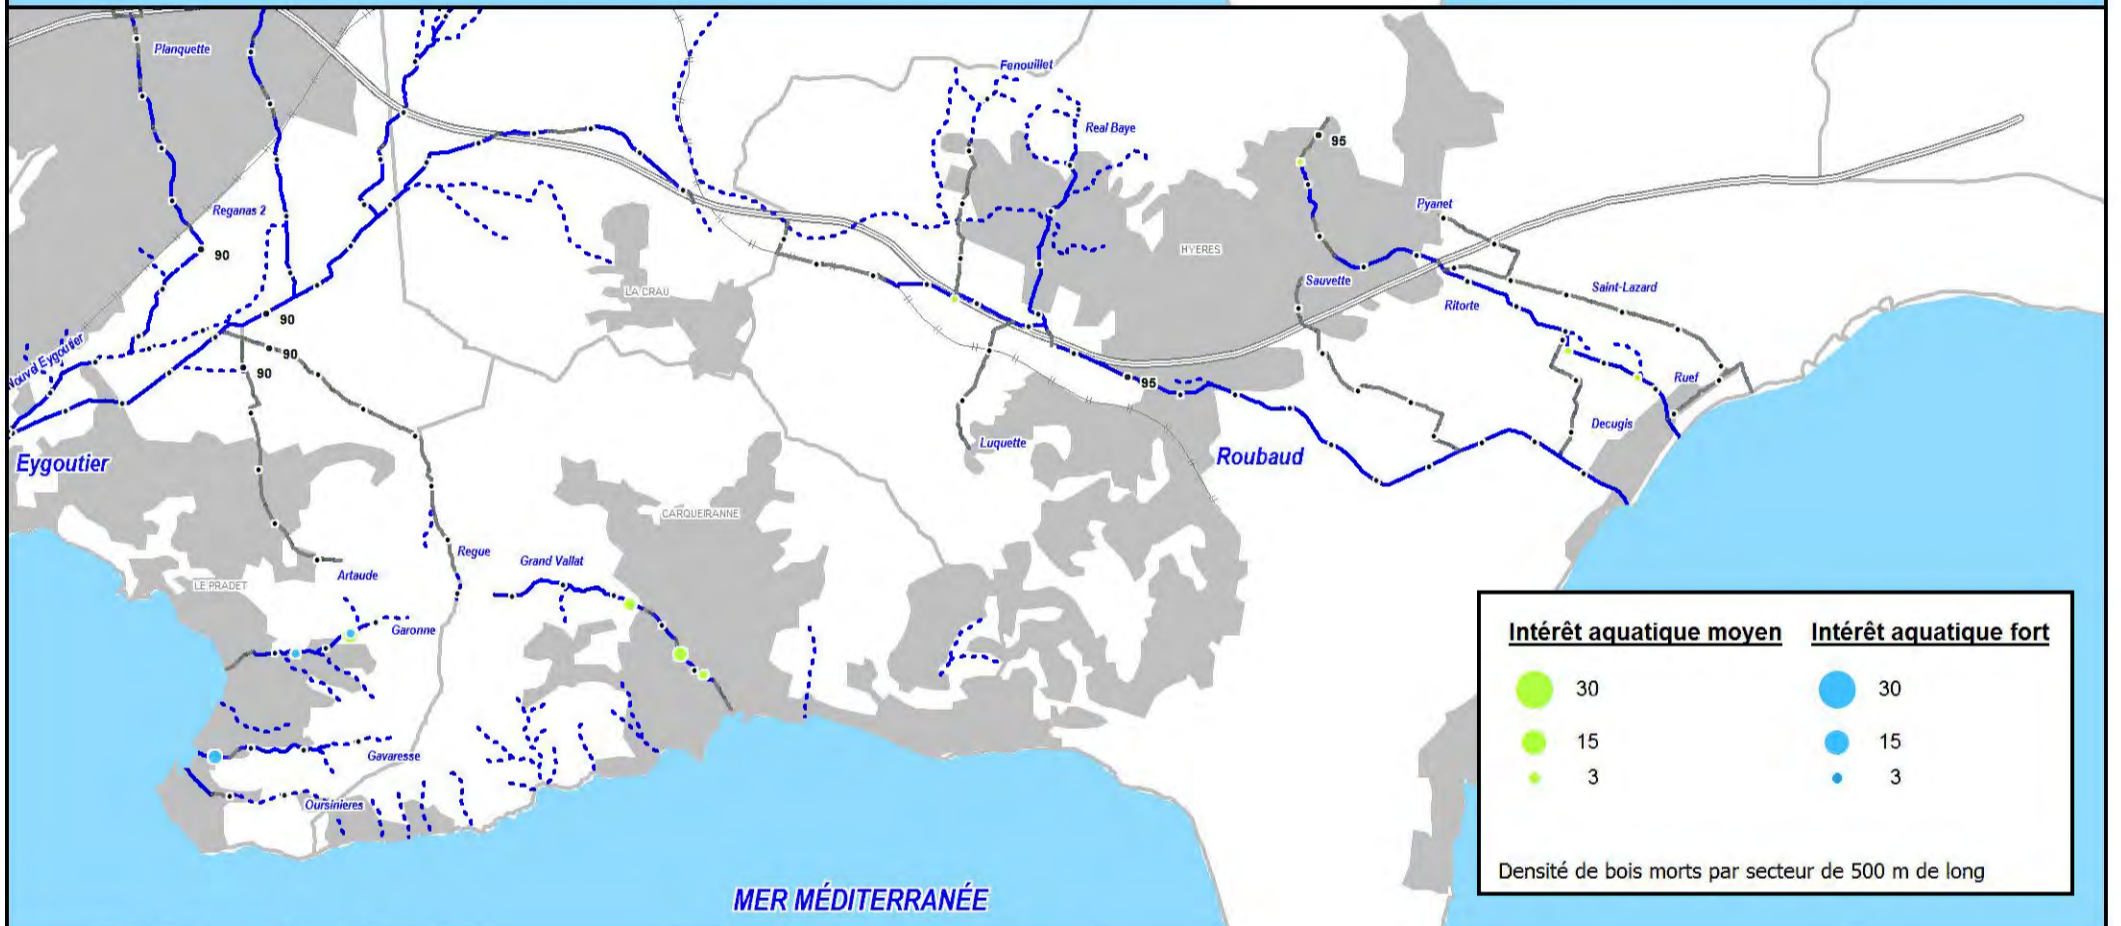 Planquette
Fenouillet
Real Baye
95
Reganas 2
Pyanet
90
HYERES
LA CRAU
Sauvette
Saint-Lazard
Ritorte
90
90
Nouvel Eygoutier
90
95
Ruef
Decugis
Luquette
Eygoutier
Roubaud
CARQUEIRANNE
Regue
Grand Vallat
Artaude
LE PRADET
Garonne
Gavaresse
Oursinieres
MER MÉDITERRANÉE
Intérêt aquatique moyen Intérêt aquatique fort
30 30
15 15
3 3
Densité de bois morts par secteur de 500 m de long